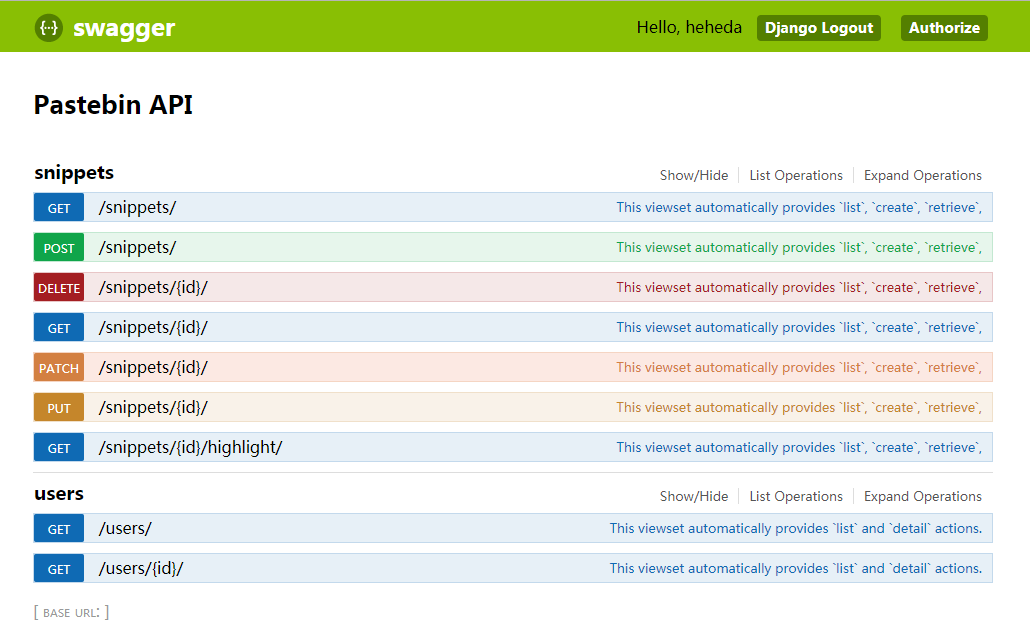 {··} swagger Hello, heheda Django Logout Authorize
Pastebin API
snippets Show/Hide List Operations Expand Operations
GET /snippets/ This viewset automatically provides `list`, `create`, `retrieve`,
POST /snippets/ This viewset automatically provides `list`, `create`, `retrieve`,
DELETE /snippets/{id}/ This viewset automatically provides `list`, `create`, `retrieve`,
GET /snippets/{id}/ This viewset automatically provides `list`, `create`, `retrieve`,
PATCH /snippets/{id}/ This viewset automatically provides `list`, `create`, `retrieve`,
PUT /snippets/{id}/ This viewset automatically provides `list`, `create`, `retrieve`,
GET /snippets/{id}/highlight/ This viewset automatically provides `list`, `create`, `retrieve`,
users Show/Hide List Operations Expand Operations
GET /users/ This viewset automatically provides `list` and `detail` actions.
GET /users/{id}/ This viewset automatically provides `list` and `detail` actions.
[ BASE URL: ]